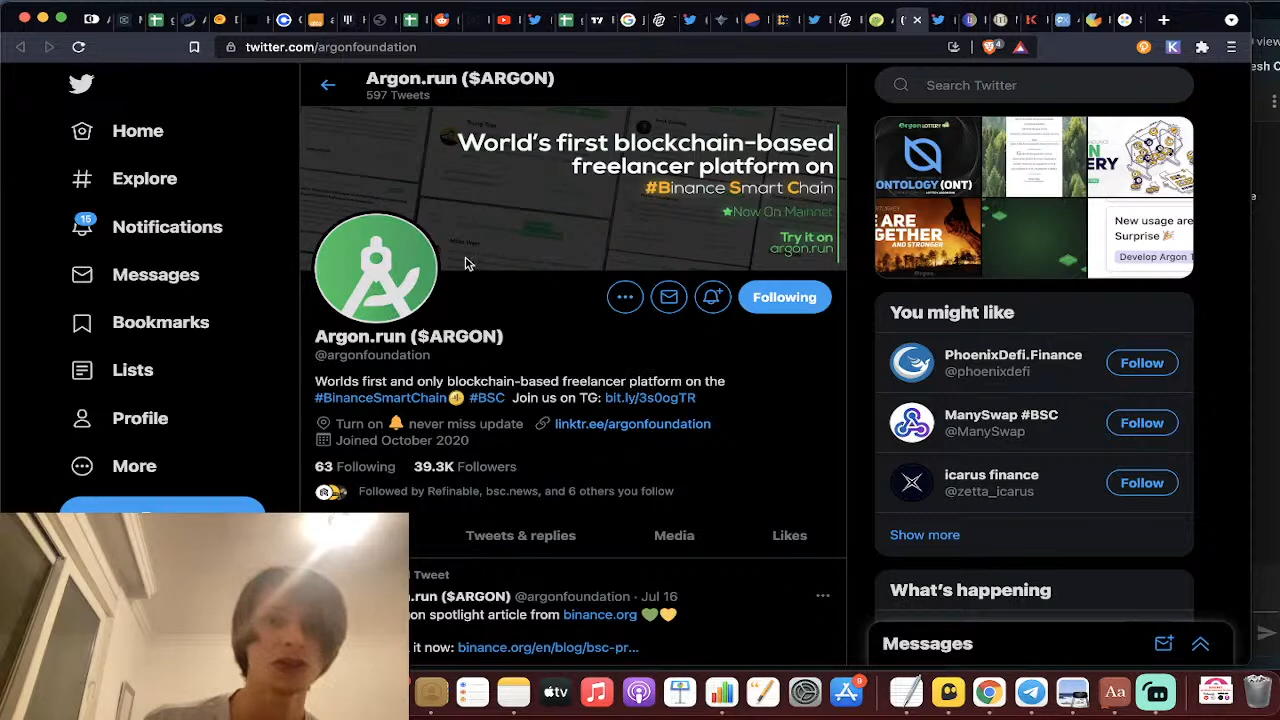 twitter.com/argonfoundation
4
Argon.run ($ARGON)
597 Tweets
Search Twitter
Home
Explore
15
Notifications
Messages
Bookmarks
Lists
Profile
More
World's first blockchain-based
freelancer platform on
#Binance Smart Chain
Now On Mainnet
Try it on
argon.run
Following
Argon.run ($ARGON)
@argonfoundation
Worlds first and only blockchain-based freelancer platform on the
#BinanceSmartChain #BSC Join us on TG: bit.ly/3s0ogTR
Turn on 🔔 never miss update linktr.ee/argonfoundation
Joined October 2020
63 Following 39.3K Followers
Followed by Refinable, bsc.news, and 6 others you follow
Tweets & replies Media Likes
Tweet
.run ($ARGON) @argonfoundation · Jul 16
on spotlight article from binance.org 💚💛
it now: binance.org/en/blog/bsc-pr...
ONTOLOGY (ONT)
New usage are
Surprise 🎉
Develop Argon
You might like
PhoenixDefi.Finance
@phoenixdefi
Follow
ManySwap #BSC
@ManySwap
Follow
icarus finance
@zetta_icarus
Follow
Show more
What's happening
Messages
9
tv
Aa